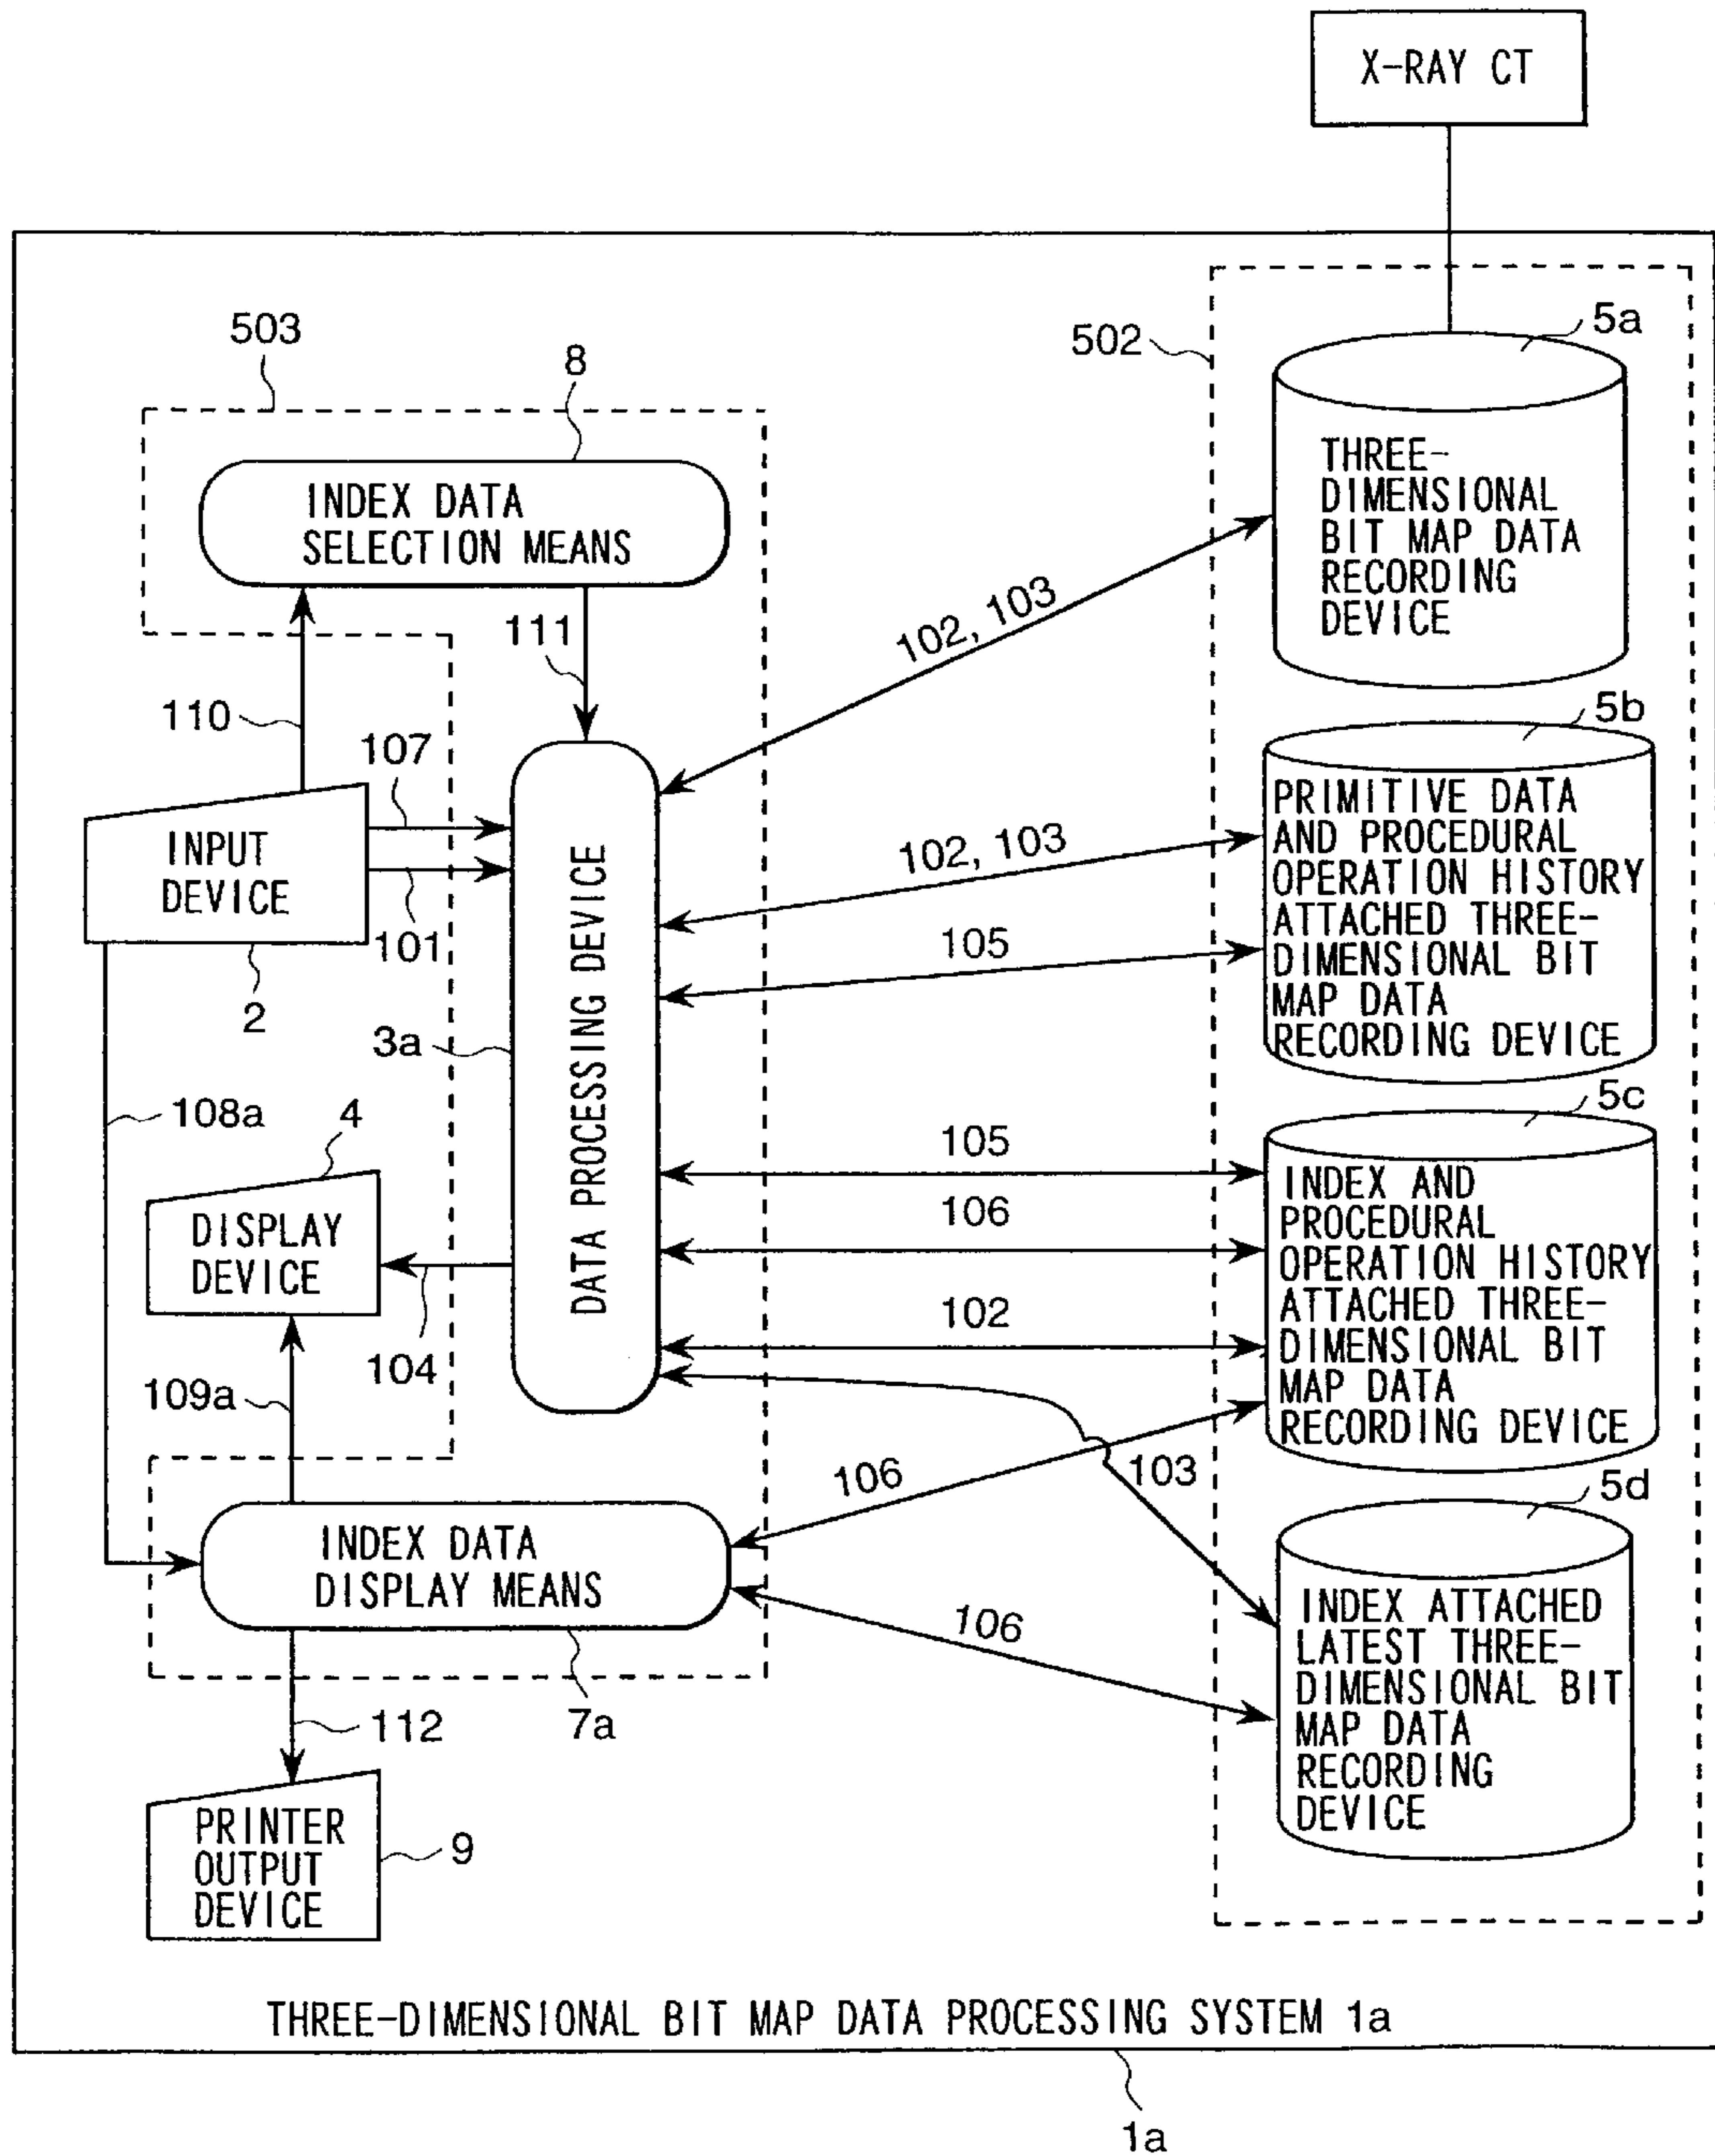 X-RAY CT
503
8
502
5a
INDEX DATA
SELECTION MEANS
THREE-
DIMENSIONAL
BIT MAP DATA
RECORDING
DEVICE
102, 103
111
110
107
5b
INPUT
DEVICE
101
2
DATA PROCESSING DEVICE
3a
102, 103
105
PRIMITIVE DATA
AND PROCEDURAL
OPERATION HISTORY
ATTACHED THREE-
DIMENSIONAL BIT
MAP DATA
RECORDING DEVICE
108a
4
5c
105
106
102
DISPLAY
DEVICE
104
109a
INDEX AND
PROCEDURAL
OPERATION HISTORY
ATTACHED THREE-
DIMENSIONAL BIT
MAP DATA
RECORDING DEVICE
106
103
5d
INDEX DATA
DISPLAY MEANS
106
INDEX ATTACHED
LATEST THREE-
DIMENSIONAL BIT
MAP DATA
RECORDING
DEVICE
7a
112
PRINTER
OUTPUT
DEVICE
9
THREE-DIMENSIONAL BIT MAP DATA PROCESSING SYSTEM 1a
1a